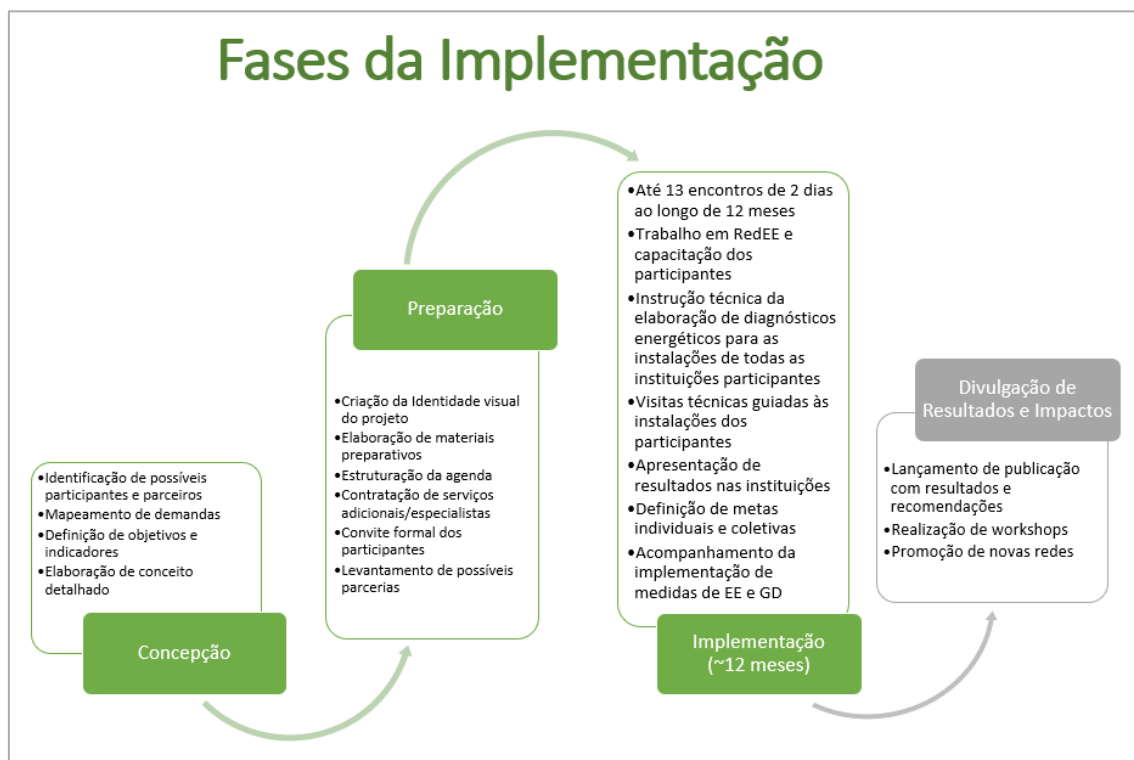 Fases da Implementação
•Identificação de possíveis
participantes e parceiros
•Mapeamento de demandas
•Definição de objetivos e
indicadores
•Elaboração de conceito
detalhado
Concepção
Preparação
•Criação da Identidade visual
do projeto
•Elaboração de materiais
preparativos
•Estruturação da agenda
•Contratação de serviços
adicionais/especialistas
•Convite formal dos
participantes
•Levantamento de possíveis
parcerias
•Até 13 encontros de 2 dias
ao longo de 12 meses
•Trabalho em RedEE e
capacitação dos
participantes
•Instrução técnica da
elaboração de diagnósticos
energéticos para as
instalações de todas as
instituições participantes
•Visitas técnicas guiadas às
instalações dos
participantes
•Apresentação de
resultados nas instituições
•Definição de metas
individuais e coletivas
•Acompanhamento da
implementação de
medidas de EE e GD
Implementação
(~12 meses)
Divulgação de
Resultados e Impactos
•Lançamento de publicação
com resultados e
recomendações
•Realização de workshops
•Promoção de novas redes